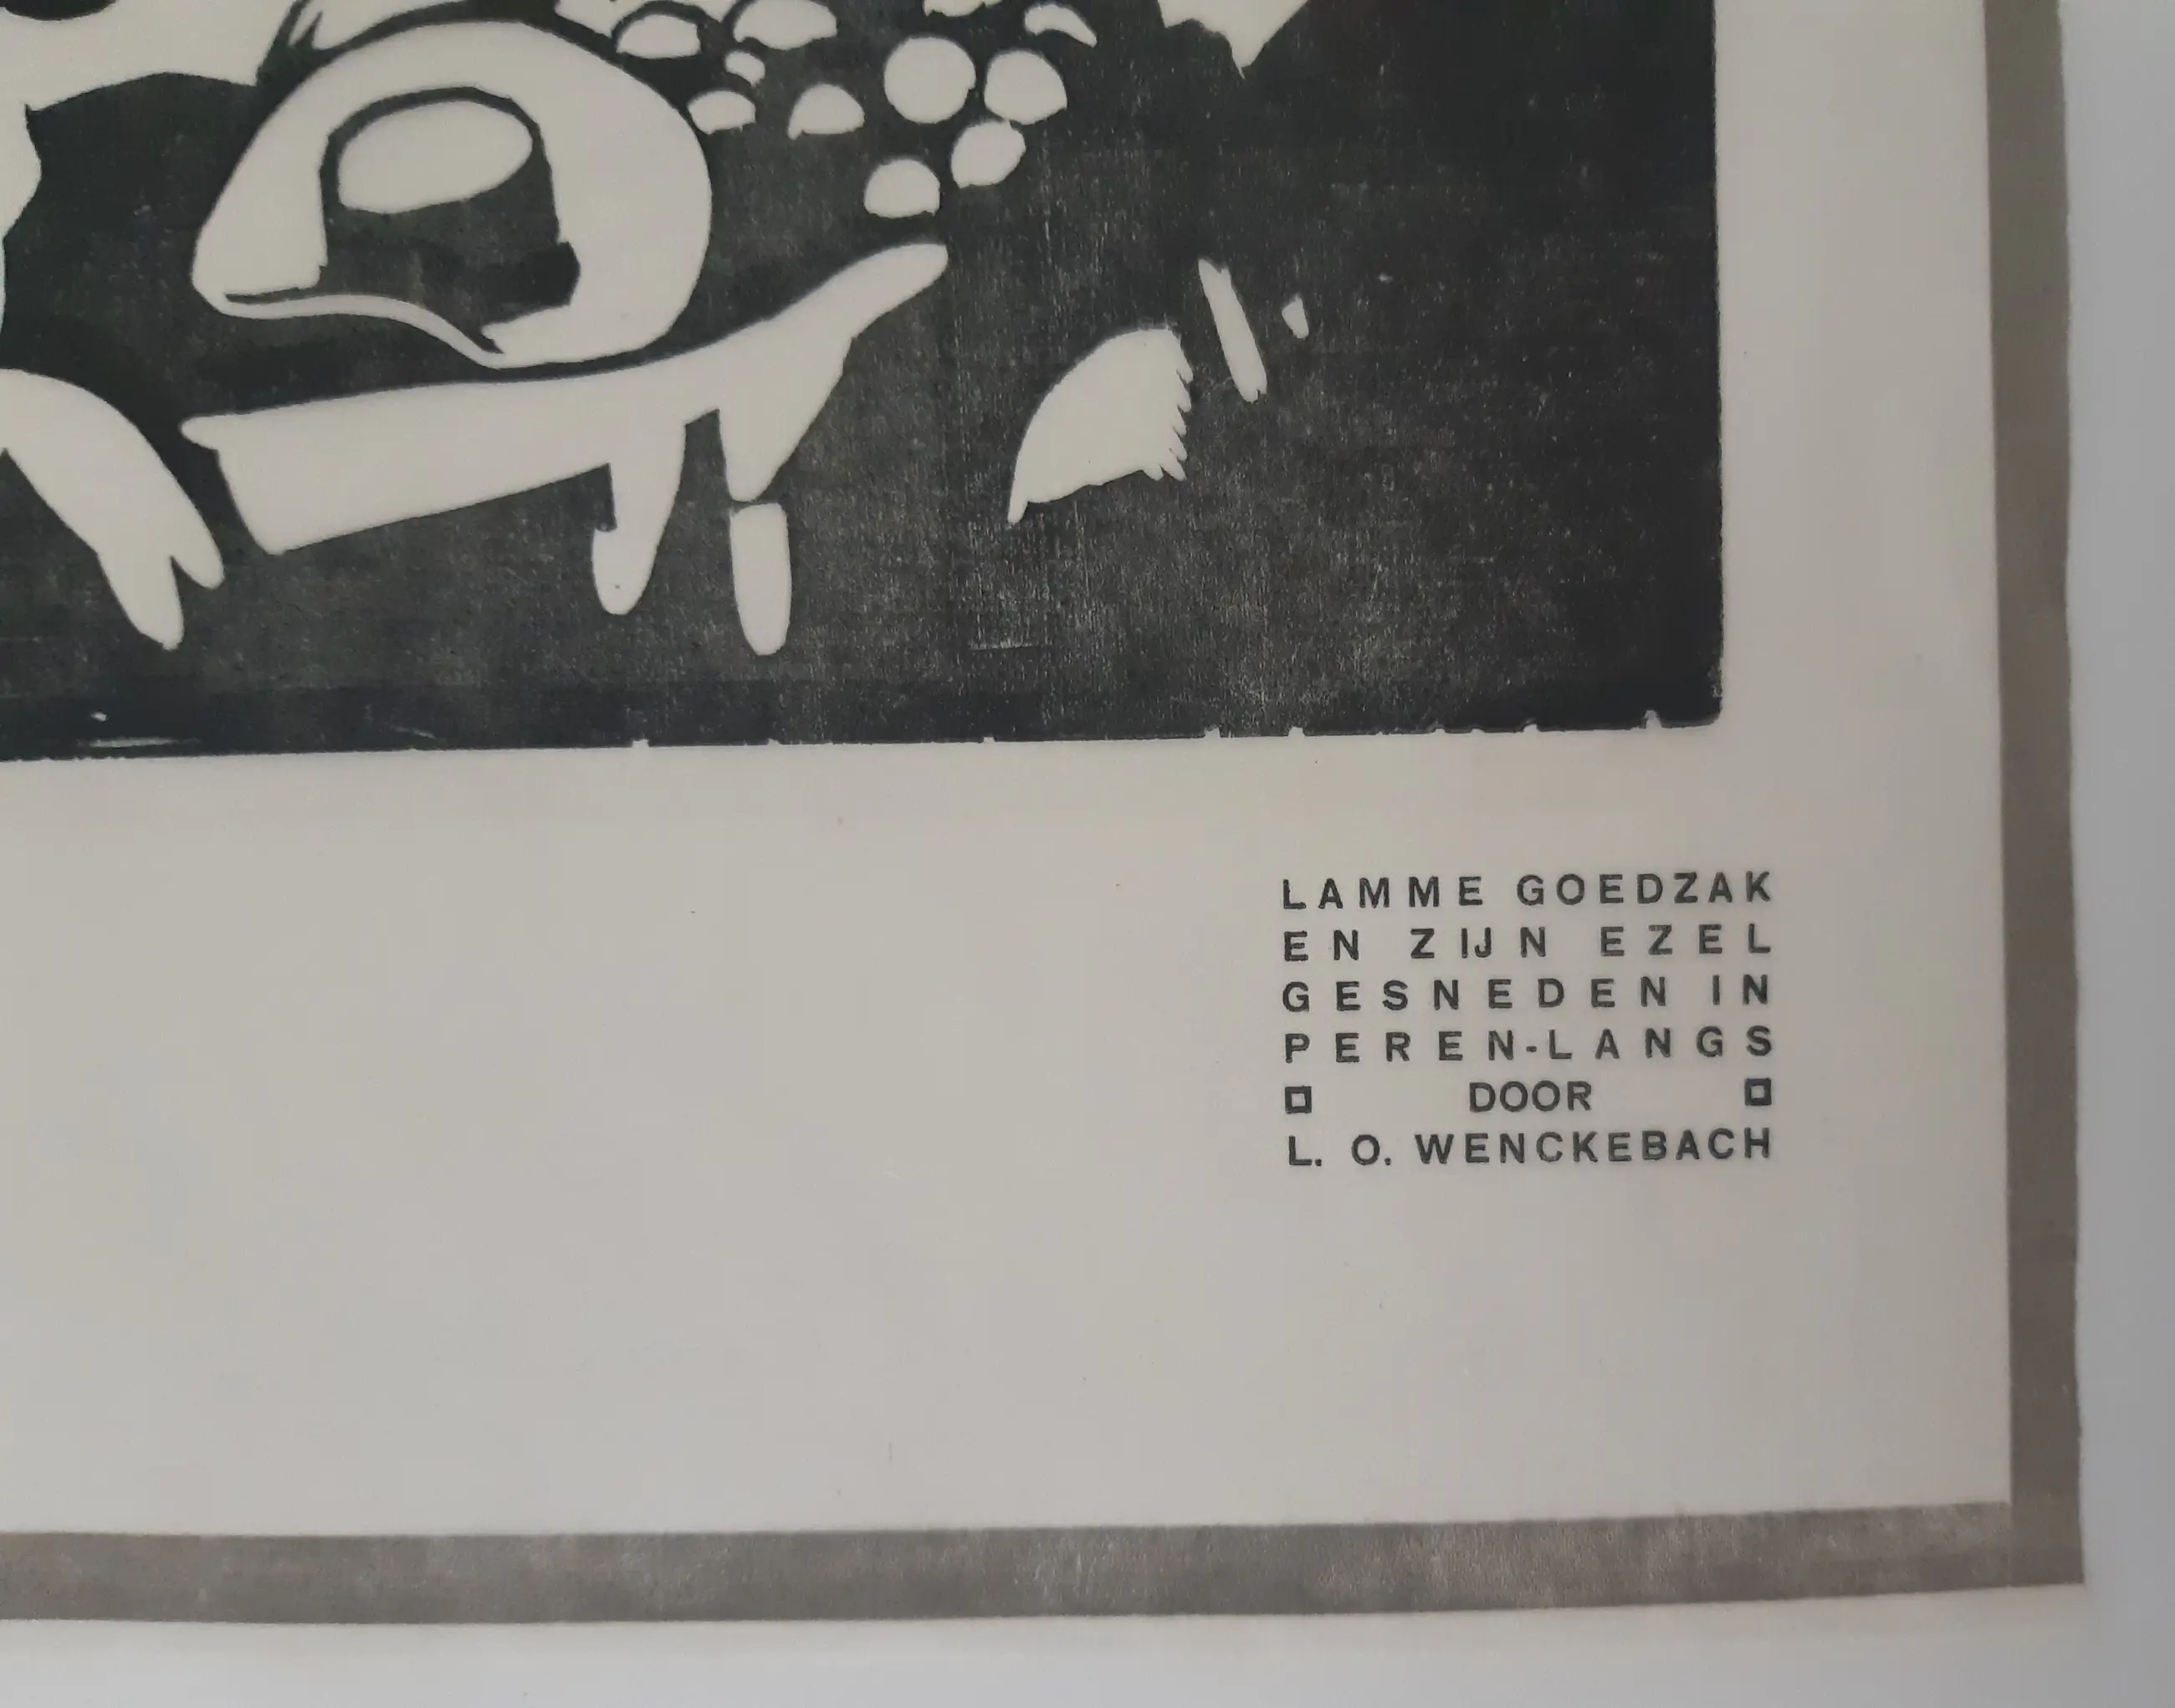 LAMME GOEDZAK
EN ZIJN EZEL
GESNEDEN IN
PEREN-LANGS
DOOR
L. O. WENCKEBACH